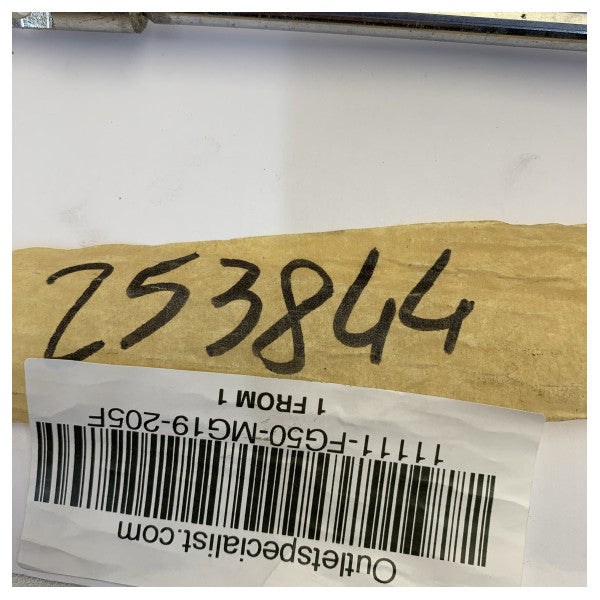 253844
Outletspecialist.com
11111-FG50-MG19-205F
1 FROM 1